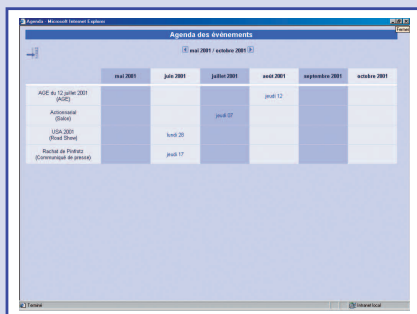 Agenda - Microsoft Internet Explorer
Agenda des événements
mai 2001 / octobre 2001
mai 2001 juin 2001 juillet 2001 août 2001 septembre 2001 octobre 2001
AGE du 12 juillet 2001
(AGE)
jeudi 12
Actionnariat
(Salon)
jeudi 07
USA 2001
(Road Show)
lundi 28
Rachat de
(Communiqué de presse)
jeudi 17
Terminé
Intranet local